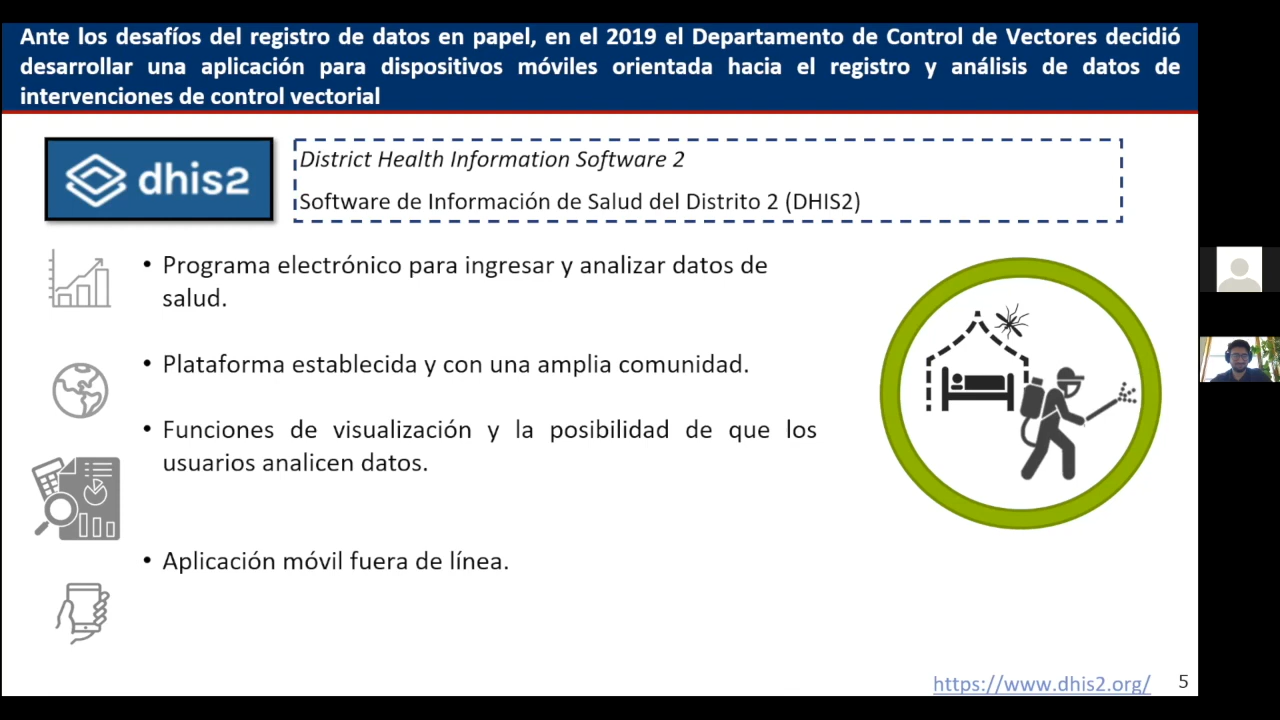 Ante los desafíos del registro de datos en papel, en el 2019 el Departamento de Control de Vectores decidió
desarrollar una aplicación para dispositivos móviles orientada hacia el registro y análisis de datos de
intervenciones de control vectorial
dhis2
District Health Information Software 2
Software de Información de Salud del Distrito 2 (DHIS2)
• Programa electrónico para ingresar y analizar datos de
salud.
• Plataforma establecida y con una amplia comunidad.
• Funciones de visualización y la posibilidad de que los
usuarios analicen datos.
• Aplicación móvil fuera de línea.
https://www.dhis2.org/
5